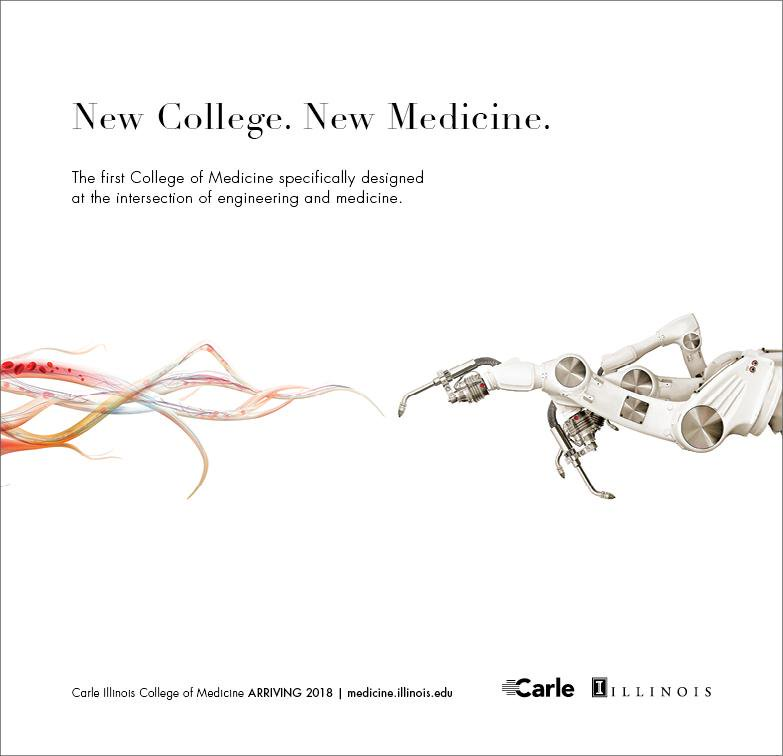 New College. New Medicine.
The first College of Medicine specifically designed
at the intersection of engineering and medicine.
Carle Illinois College of Medicine ARRIVING 2018 | medicine.illinois.edu
Carle
I ILLINOIS